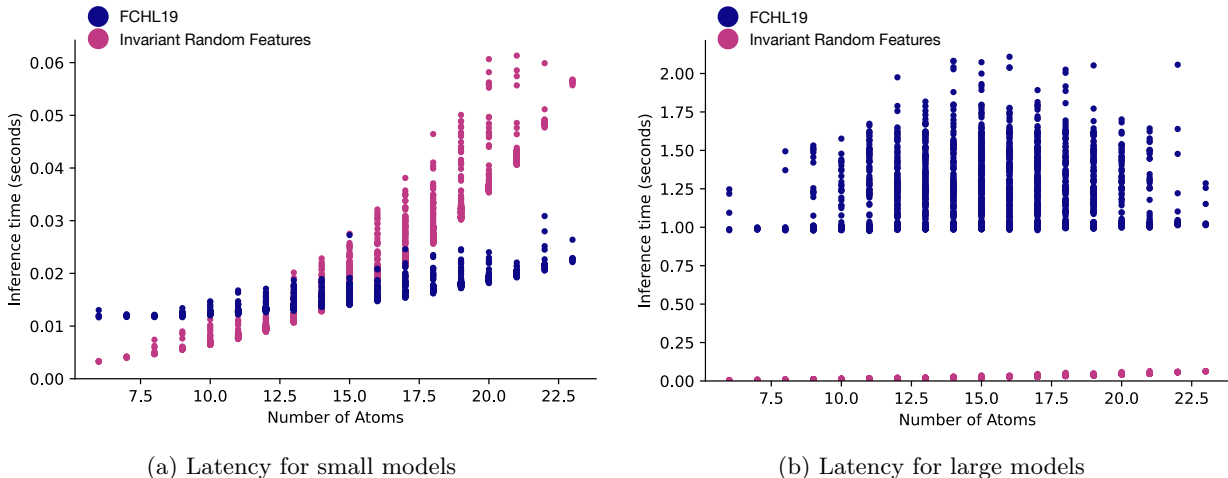 FCHL19
Invariant Random Features
0.06
0.05
0.04
0.03
0.02
0.01
0.00
Inference time (seconds)
7.5 10.0 12.5 15.0 17.5 20.0 22.5
Number of Atoms
(a) Latency for small models
FCHL19
Invariant Random Features
2.00
1.75
1.50
1.25
1.00
0.75
0.50
0.25
0.00
Inference time (seconds)
7.5 10.0 12.5 15.0 17.5 20.0 22.5
Number of Atoms
(b) Latency for large models